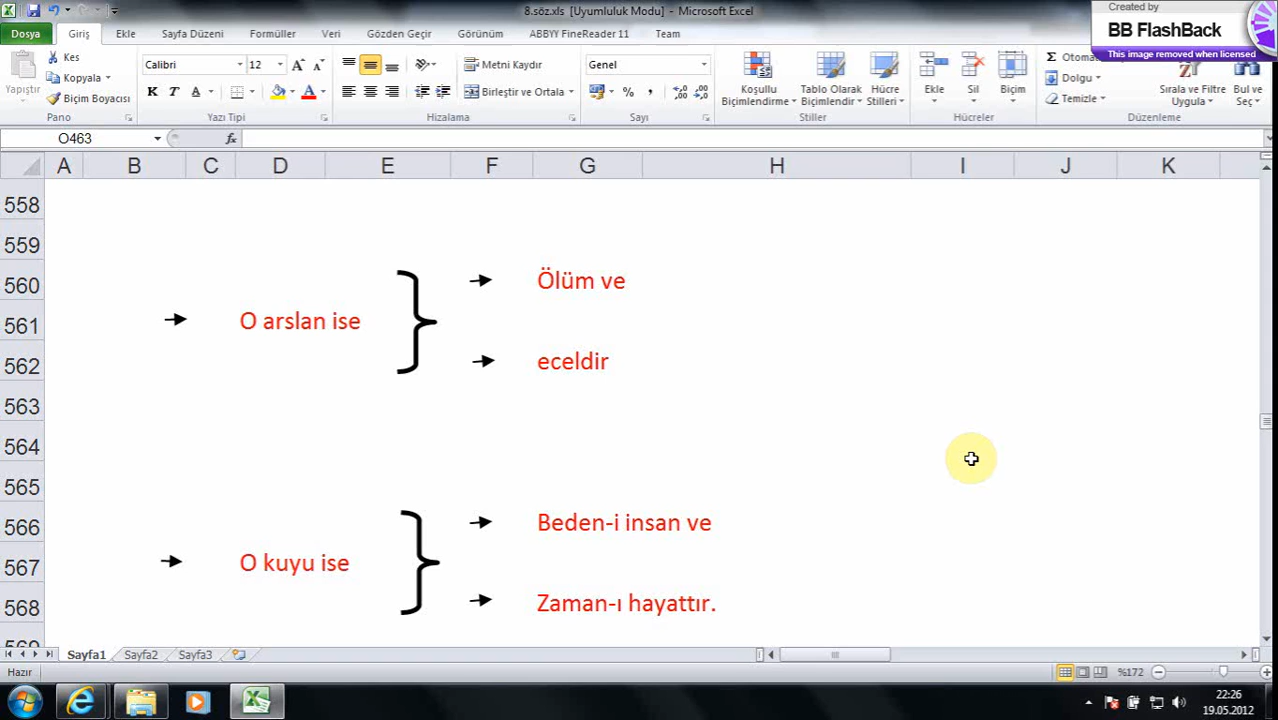 8.söz.xls [Uyumluluk Modu] - Microsoft Excel
Created by
BB FlashBack
This image removed when licensed
Dosya Giriş Ekle Sayfa Düzeni Formüller Veri Gözden Geçir Görünüm ABBYY FineReader 11 Team
Yapıştır
Kes
Kopyala
Biçim Boyacısı
Pano
Calibri 12
K T A
Yazı Tipi
Metni Kaydır
Birleştir ve Ortala
Hizalama
Genel
Sayı
Koşullu Biçimlendirme
Tablo Olarak Biçimlendir
Hücre Stilleri
Stiller
Ekle
Sil
Biçim
Hücreler
Otoma
Dolgu
Temizle
Sırala ve Filtre Uygula
Bul ve Seç
Düzenleme
O463
fx
A B C D E F G H I J K
558
559
560
561
562
563
564
565
566
567
568
569
Ölüm ve
O arslan ise
eceldir
Beden-i insan ve
O kuyu ise
Zaman-ı hayattır.
Sayfa1 Sayfa2 Sayfa3
Hazır
%172
22:26
19.05.2012